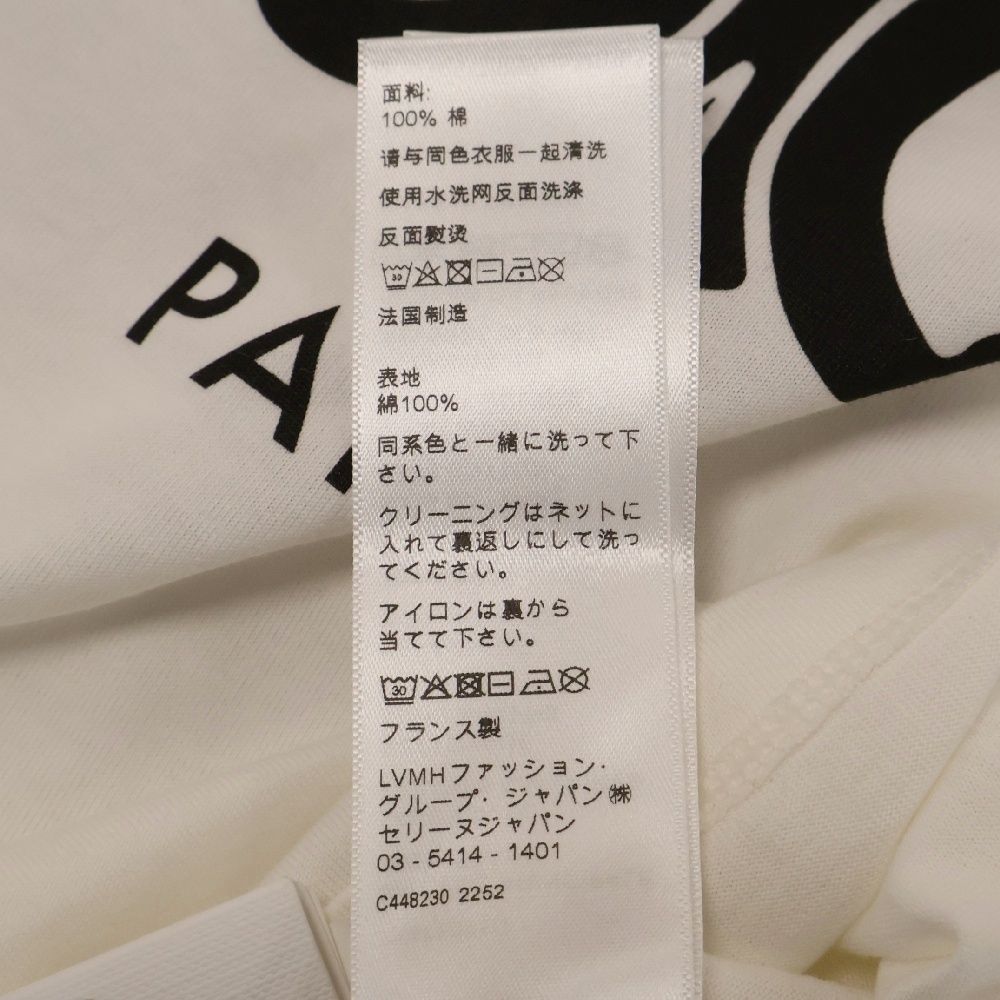 PA
面料:
100% 棉
请与同色衣服一起清洗
使用水洗网反面洗涤
反面熨烫
30
法国制造
表地
綿100%
同系色と一緒に洗って下
さい。
クリーニングはネットに
入れて裏返しにして洗っ
てください。
アイロンは裏から
当てて下さい。
30
フランス製
LVMHファッション・
グループ・ジャパン㈱
セリーヌジャパン
03 - 5414 - 1401
C448230 2252